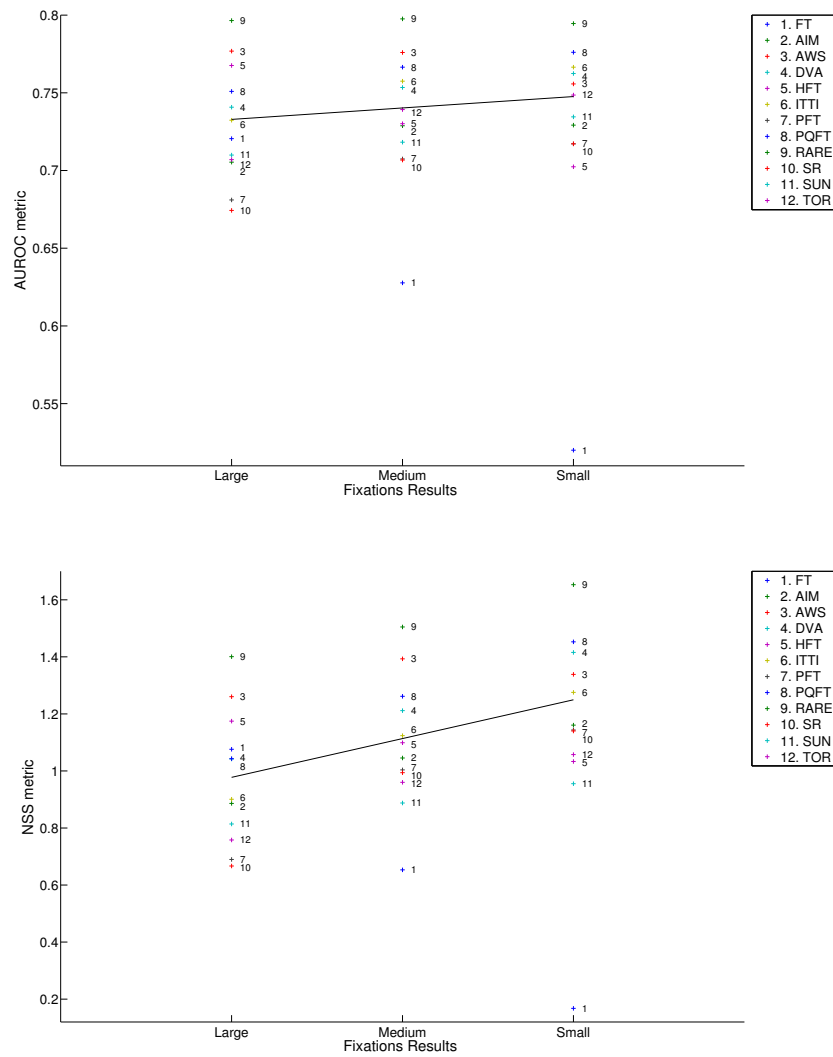 0.8
0.75
0.7
0.65
0.6
0.55
AUROC metric
9
3
5
8
4
6
1
11
12
2
7
10
9
3
8
6
4
12
5
2
11
7
10
1
9
8
6
4
3
12
11
2
7
10
5
1
Large
Medium
Small
Fixations Results
1. FT
2. AIM
3. AWS
4. DVA
5. HFT
6. ITTI
7. PFT
8. PQFT
9. RARE
10. SR
11. SUN
12. TOR
1.6
1.4
1.2
1
0.8
0.6
0.4
0.2
NSS metric
9
3
5
1
4
8
6
2
11
12
7
10
9
3
8
4
6
5
2
7
10
12
11
1
9
8
4
3
6
2
7
10
12
5
11
1
Large
Medium
Small
Fixations Results
1. FT
2. AIM
3. AWS
4. DVA
5. HFT
6. ITTI
7. PFT
8. PQFT
9. RARE
10. SR
11. SUN
12. TOR